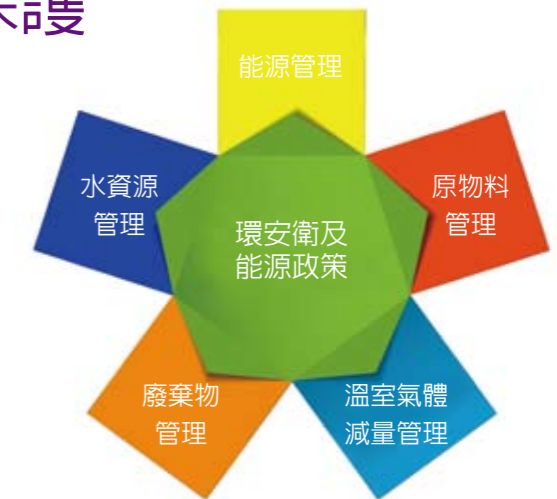 護
能源管理
水資源
管理
原物料
管理
環安衛及
能源政策
廢棄物
管理
溫室氣體
減量管理